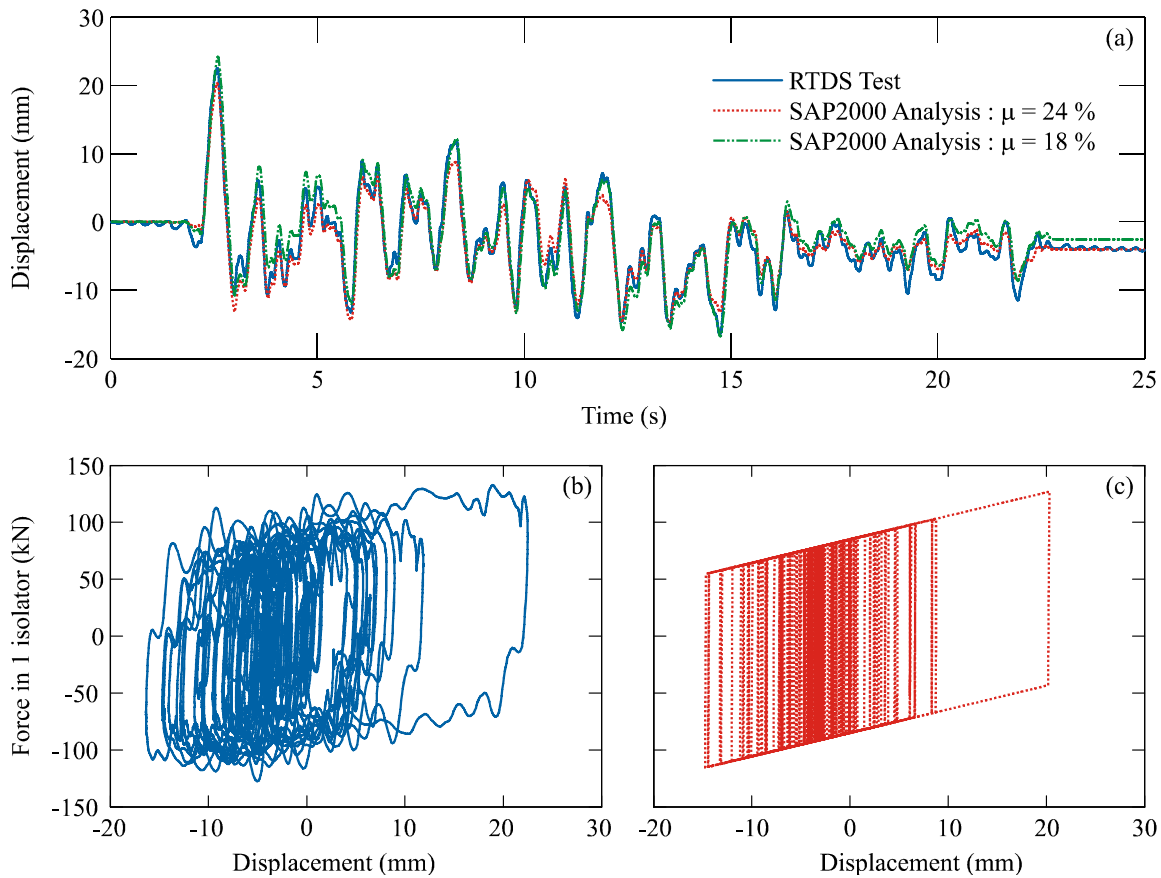 30
20
10
0
-10
-20
Displacement (mm)
(a)
RTDS Test
SAP2000 Analysis : μ = 24 %
SAP2000 Analysis : μ = 18 %
0 5 10 15 20 25
Time (s)
150
100
50
0
-50
-100
-150
Force in 1 isolator (kN)
(b)
-20 -10 0 10 20 30
Displacement (mm)
(c)
-20 -10 0 10 20 30
Displacement (mm)